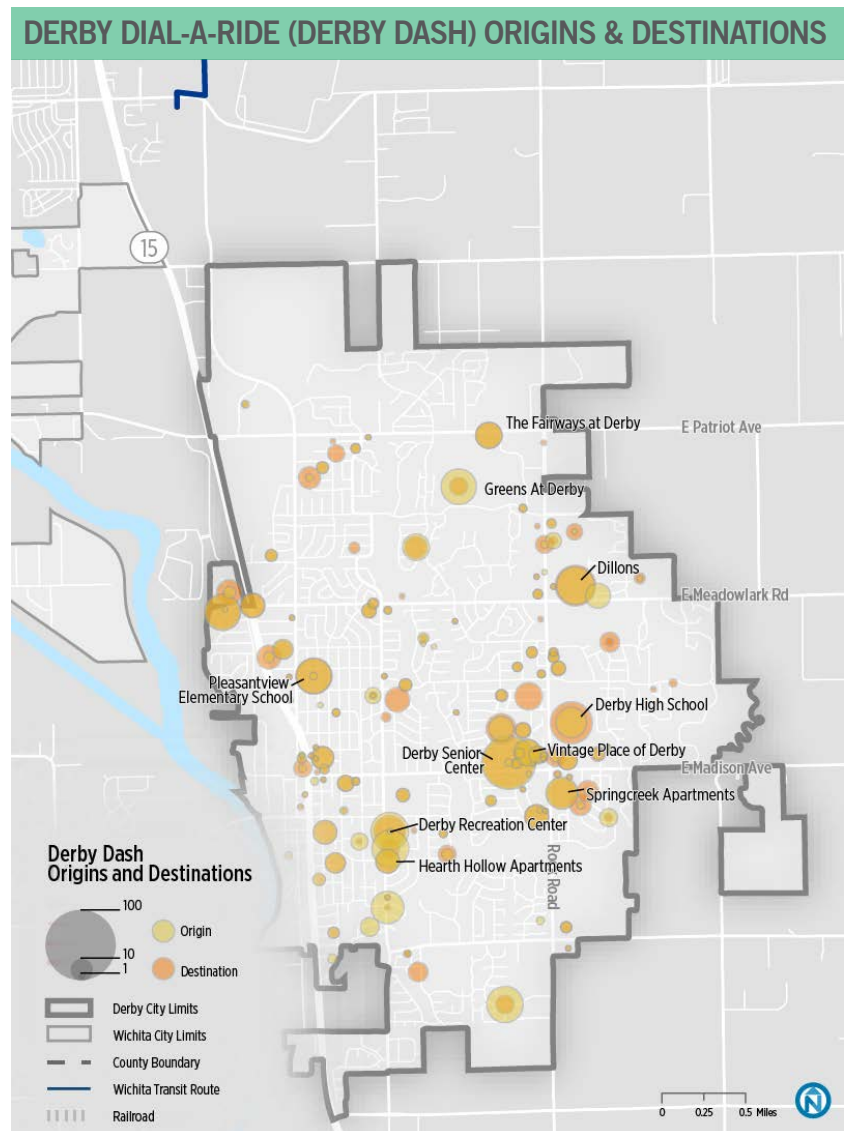 DERBY DIAL-A-RIDE (DERBY DASH) ORIGINS & DESTINATIONS
15
The Fairways at Derby
E Patriot Ave
Greens At Derby
Dillons
E Meadowlark Rd
Pleasantview
Elementary School
Derby High School
Derby Senior
Center
Vintage Place of Derby
E Madison Ave
Springcreek Apartments
Derby Recreation Center
Hearth Hollow Apartments
Rock Road
Derby Dash
Origins and Destinations
100
10
1
Origin
Destination
Derby City Limits
Wichita City Limits
County Boundary
Wichita Transit Route
Railroad
0 0.25 0.5 Miles
N